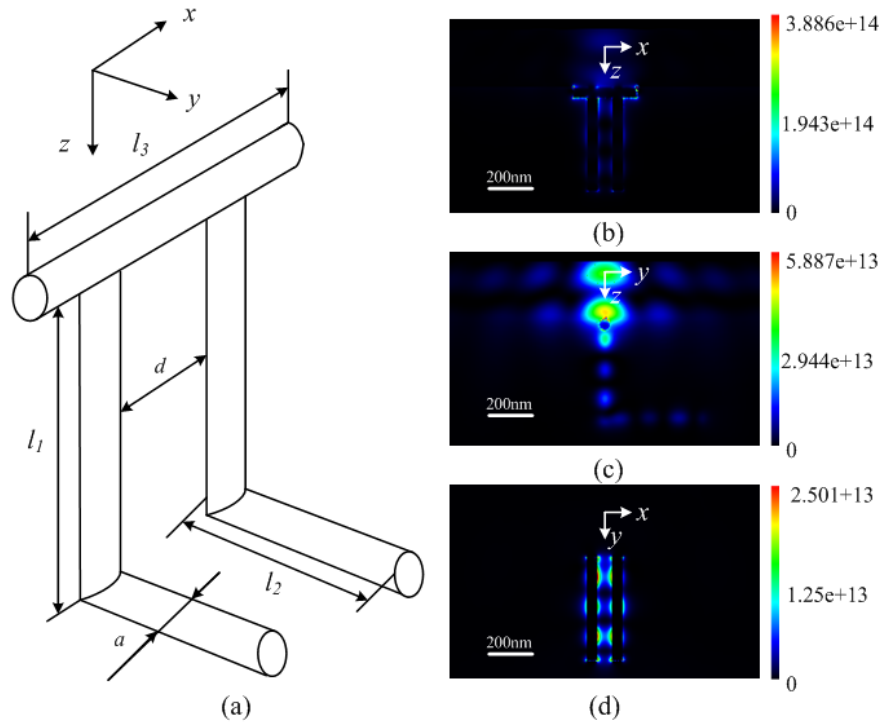 x
y
z
l3
l1
d
l2
a
(a)
3.886e+14
1.943e+14
0
x
z
200nm
(b)
5.887e+13
2.944e+13
0
y
z
200nm
(c)
2.501+13
1.25e+13
0
x
y
200nm
(d)